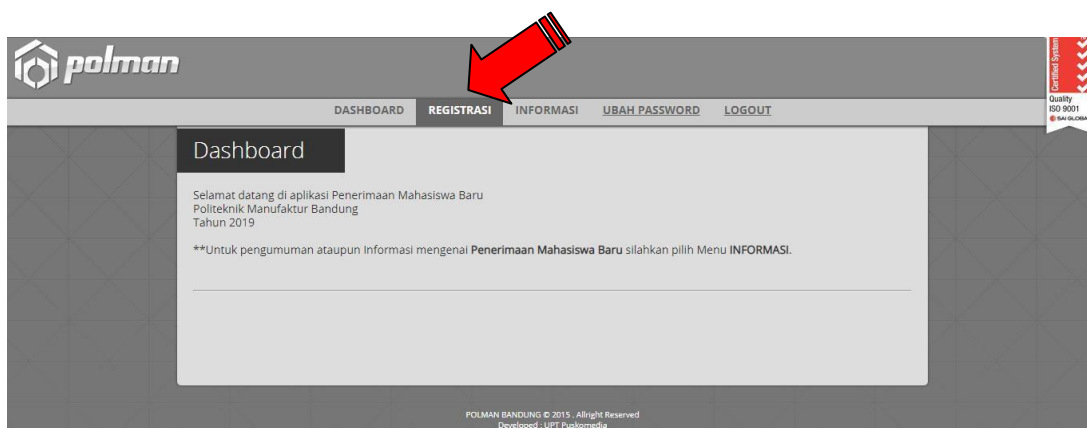 polman
Certified System
Quality
ISO 9001
SAI GLOBAL
DASHBOARD REGISTRASI INFORMASI UBAH PASSWORD LOGOUT
Dashboard
Selamat datang di aplikasi Penerimaan Mahasiswa Baru
Politeknik Manufaktur Bandung
Tahun 2019
**Untuk pengumuman ataupun Informasi mengenai Penerimaan Mahasiswa Baru silahkan pilih Menu INFORMASI.
POLMAN BANDUNG © 2015 . Allright Reserved
Developed : UPT Puskomedia